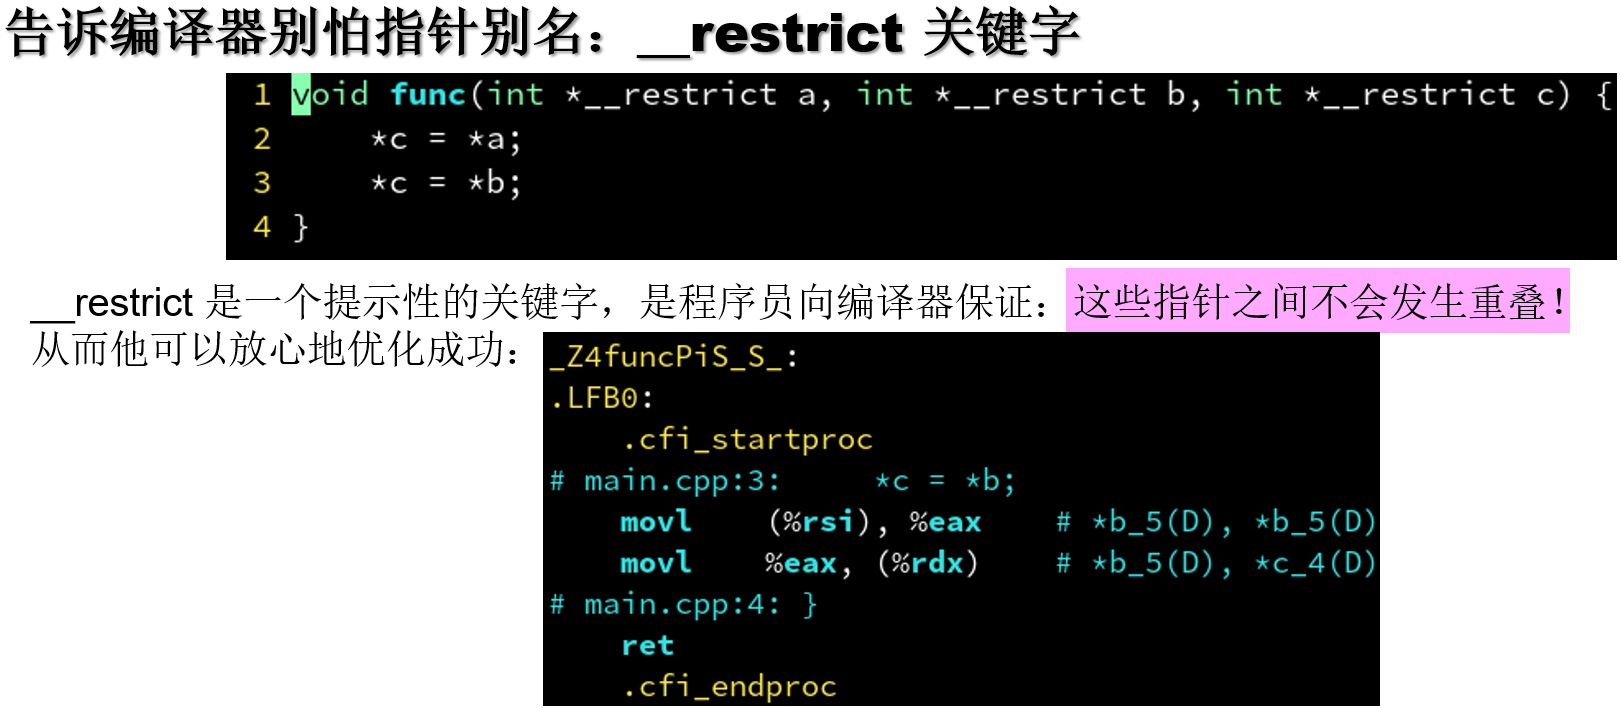 告诉编译器别怕指针别名：__restrict 关键字
1 void func(int *__restrict a, int *__restrict b, int *__restrict c) {
2     *c = *a;
3     *c = *b;
4 }
__restrict 是一个提示性的关键字，是程序员向编译器保证：这些指针之间不会发生重叠！
从而他可以放心地优化成功：
_Z4funcPiS_S_:
.LFB0:
    .cfi_startproc
# main.cpp:3:     *c = *b;
    movl    (%rsi), %eax    # *b_5(D), *b_5(D)
    movl    %eax, (%rdx)    # *b_5(D), *c_4(D)
# main.cpp:4: }
    ret
    .cfi_endproc